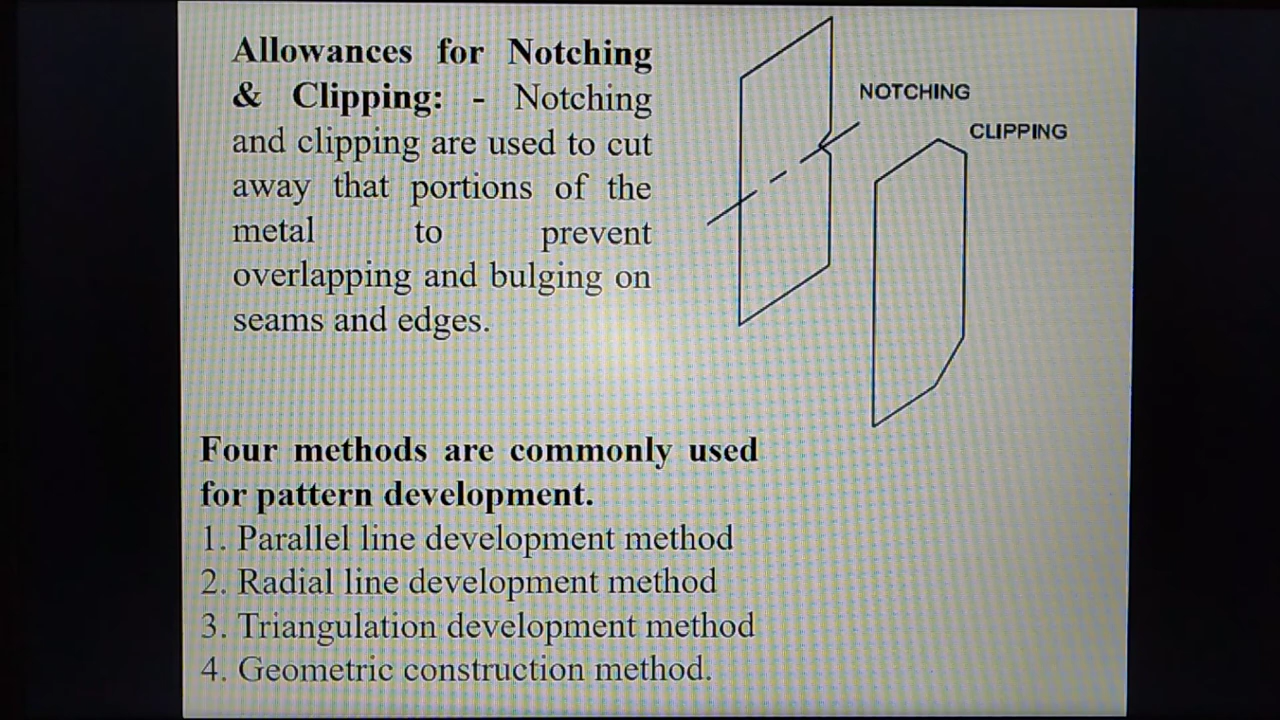 Allowances for Notching
& Clipping: - Notching
and clipping are used to cut
away that portions of the
metal to prevent
overlapping and bulging on
seams and edges.
NOTCHING
CLIPPING
Four methods are commonly used
for pattern development.
1. Parallel line development method
2. Radial line development method
3. Triangulation development method
4. Geometric construction method.